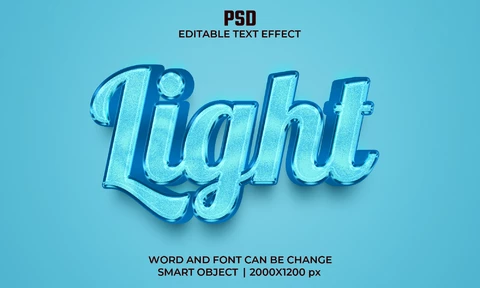 PSD
EDITABLE TEXT EFFECT
Light
WORD AND FONT CAN BE CHANGE
SMART OBJECT | 2000X1200 px